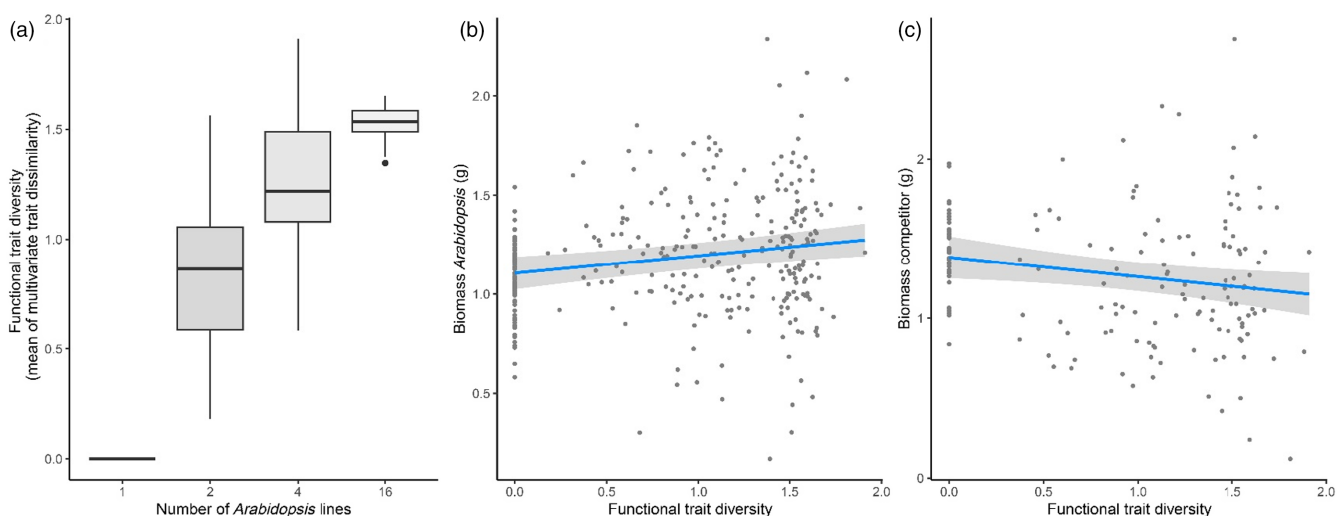 (a)
Functional trait diversity
(mean of multivariate trait dissimilarity)
2.0
1.5
1.0
0.5
0.0
1
2
4
16
Number of Arabidopsis lines
(b)
Biomass Arabidopsis (g)
2.0
1.5
1.0
0.5
0.0
0.5
1.0
1.5
2.0
Functional trait diversity
(c)
Biomass competitor (g)
2
1
0
0.0
0.5
1.0
1.5
2.0
Functional trait diversity